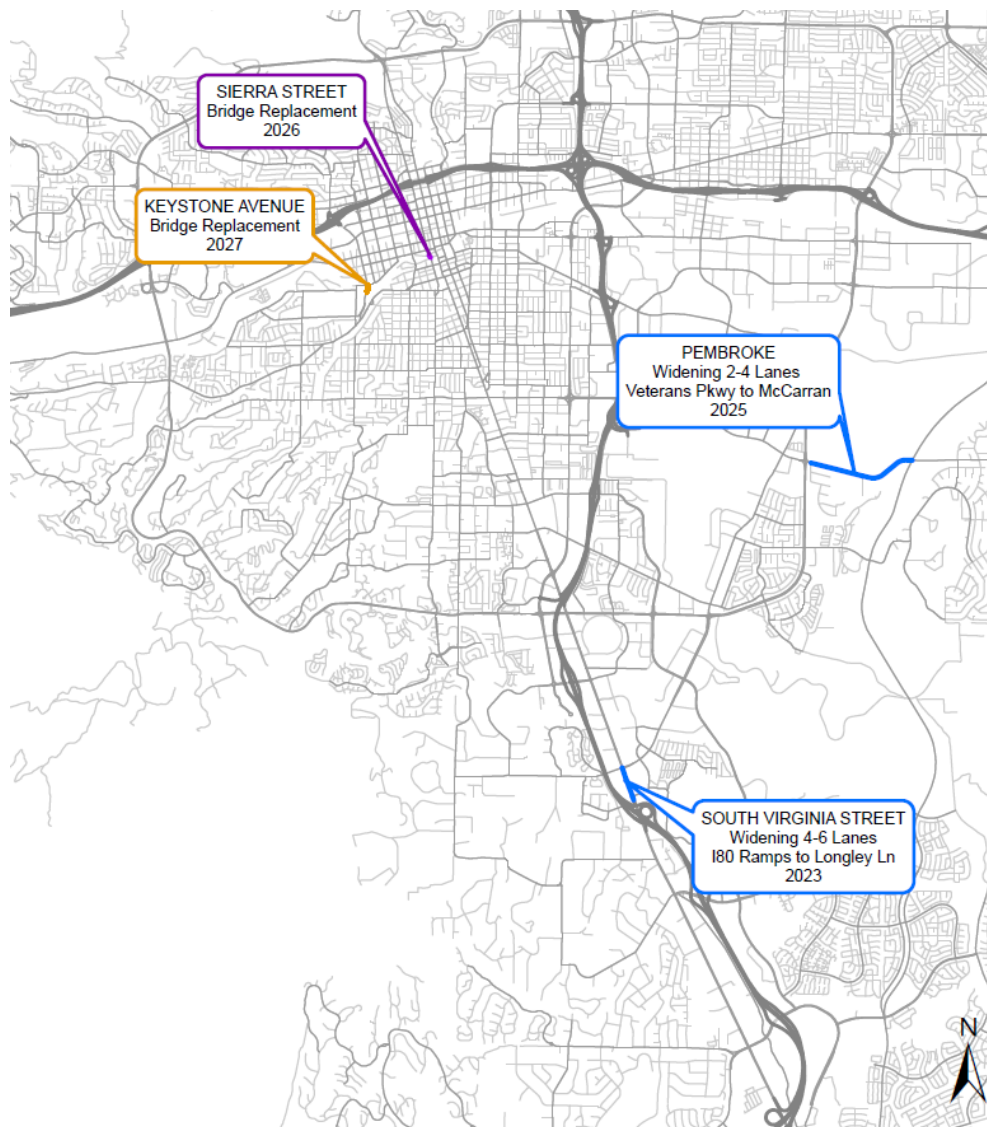 SIERRA STREET
Bridge Replacement
2026
KEYSTONE AVENUE
Bridge Replacement
2027
PEMBROKE
Widening 2-4 Lanes
Veterans Pkwy to McCarran
2025
SOUTH VIRGINIA STREET
Widening 4-6 Lanes
I80 Ramps to Longley Ln
2023
N